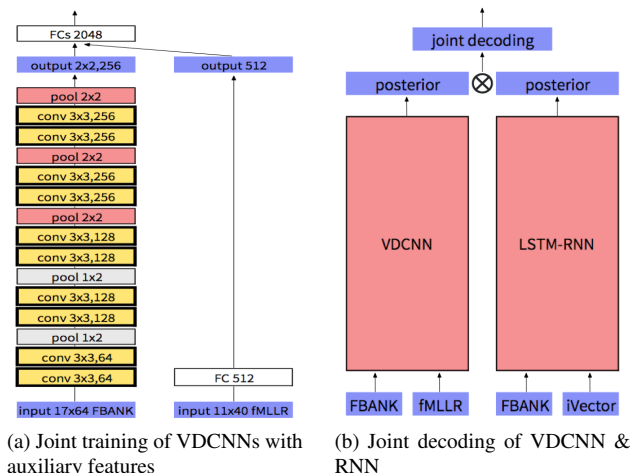 FCs 2048
output 2x2,256
output 512
pool 2x2
conv 3x3,256
conv 3x3,256
pool 2x2
conv 3x3,256
conv 3x3,256
pool 2x2
conv 3x3,128
conv 3x3,128
pool 1x2
conv 3x3,128
conv 3x3,128
pool 1x2
conv 3x3,64
conv 3x3,64
FC 512
input 17x64 FBANK
input 11x40 fMLLR
(a) Joint training of VDCNNs with
auxiliary features
joint decoding
posterior
posterior
VDCNN
LSTM-RNN
FBANK
fMLLR
FBANK
iVector
(b) Joint decoding of VDCNN &
RNN